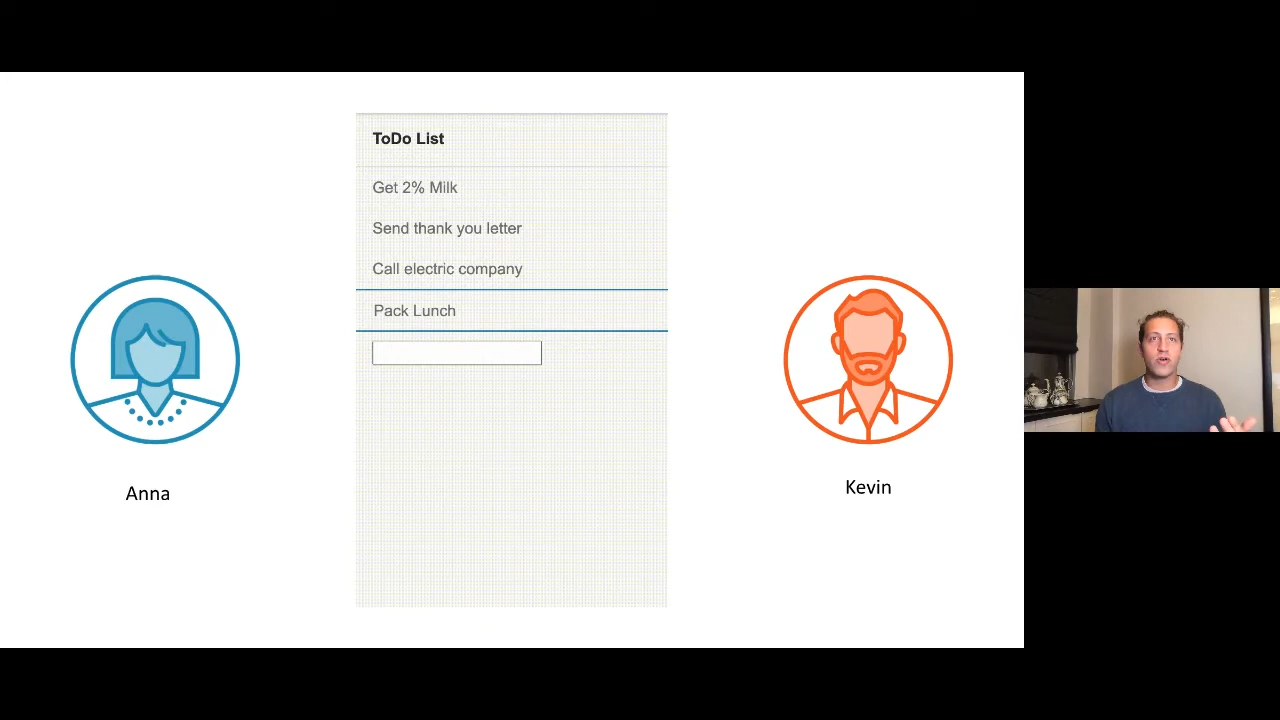 ToDo List
Get 2% Milk
Send thank you letter
Call electric company
Pack Lunch
Anna
Kevin